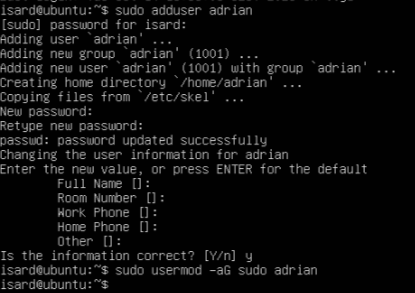 isard@ubuntu:~$ sudo adduser adrian
[sudo] password for isard:
Adding user `adrian' ...
Adding new group `adrian' (1001) ...
Adding new user `adrian' (1001) with group `adrian' ...
Creating home directory `/home/adrian' ...
Copying files from `/etc/skel' ...
New password:
Retype new password:
passwd: password updated successfully
Changing the user information for adrian
Enter the new value, or press ENTER for the default
Full Name []:
Room Number []:
Work Phone []:
Home Phone []:
Other []:
Is the information correct? [Y/n] y
isard@ubuntu:~$ sudo usermod -aG sudo adrian
isard@ubuntu:~$